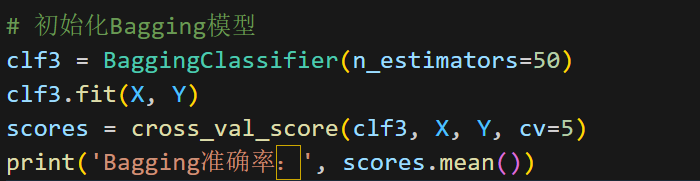 # 初始化Bagging模型
clf3 = BaggingClassifier(n_estimators=50)
clf3.fit(X, Y)
scores = cross_val_score(clf3, X, Y, cv=5)
print('Bagging准确率：', scores.mean())